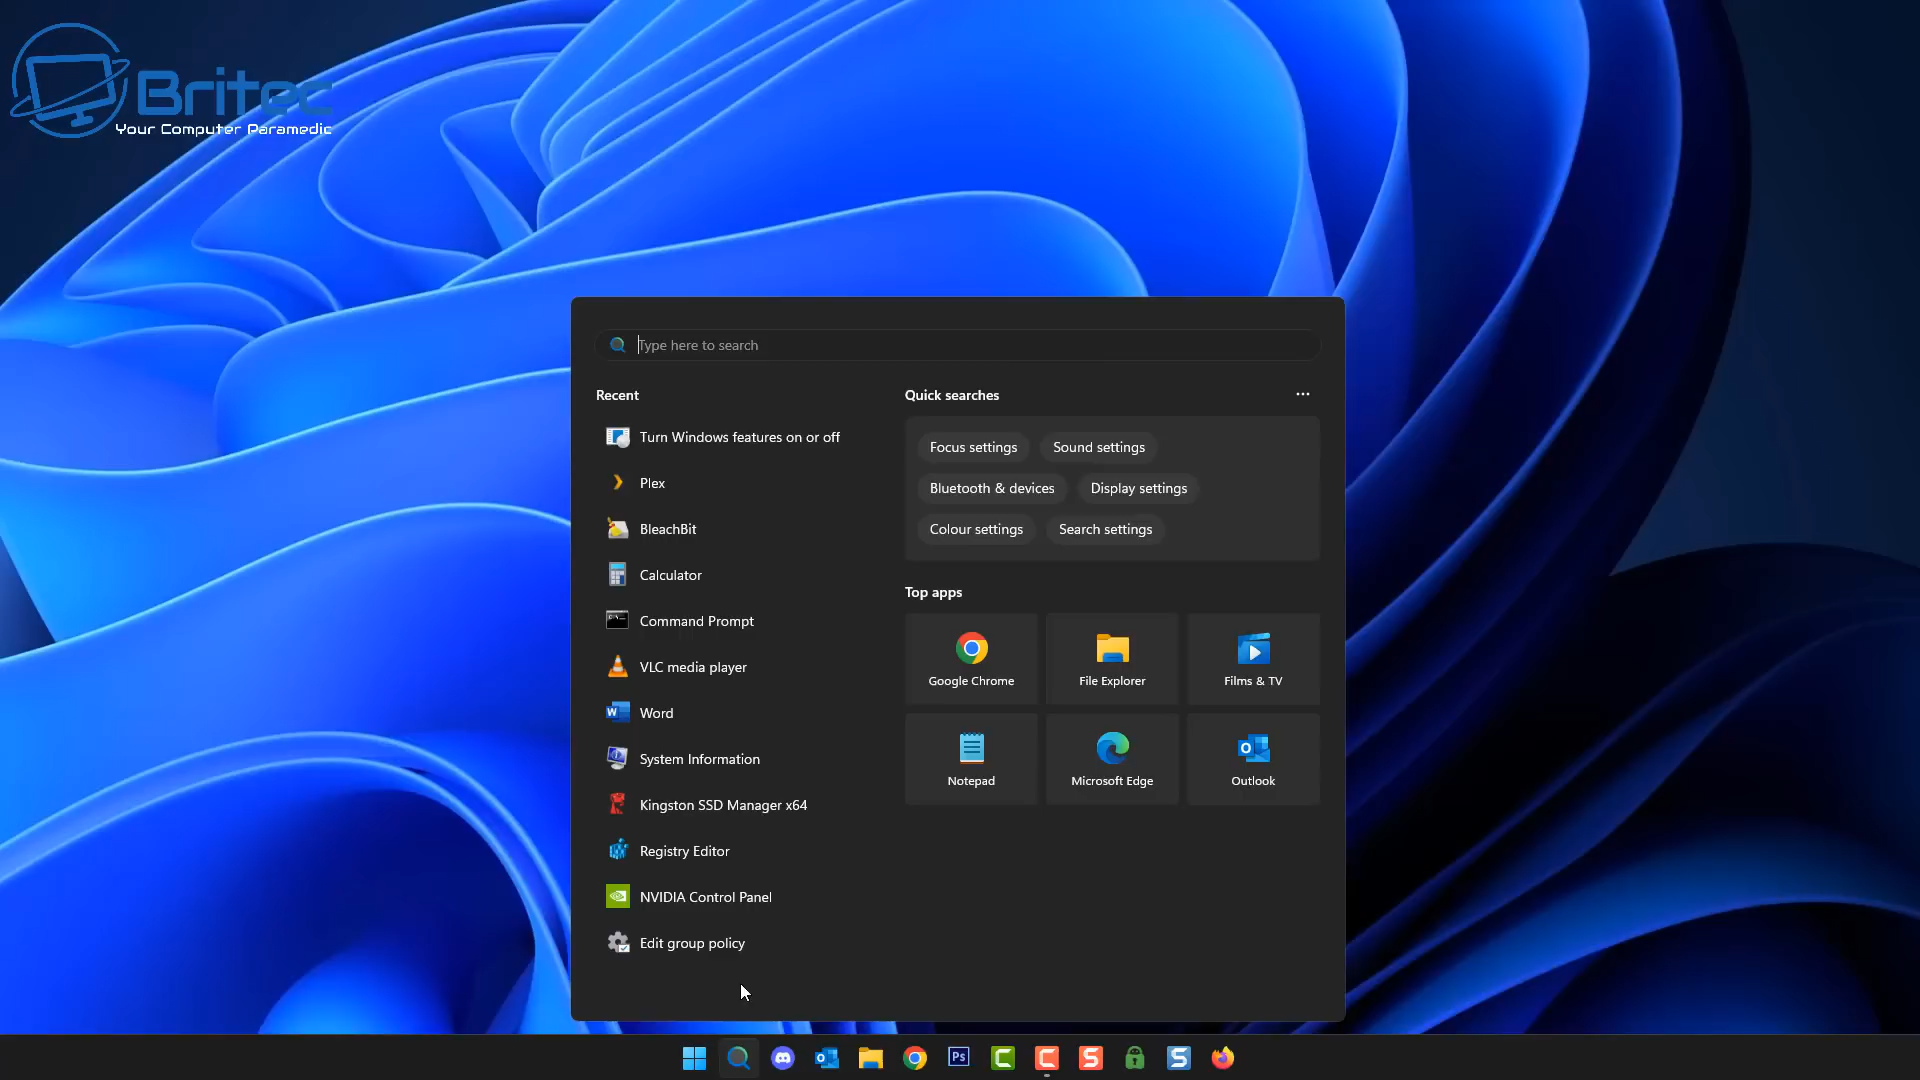 Britec
Your Computer Paramedic
Type here to search
Recent
Turn Windows features on or off
Plex
BleachBit
Calculator
Command Prompt
VLC media player
Word
System Information
Kingston SSD Manager x64
Registry Editor
NVIDIA Control Panel
Edit group policy
Quick searches
Focus settings
Sound settings
Bluetooth & devices
Display settings
Colour settings
Search settings
Top apps
Google Chrome
File Explorer
Films & TV
Notepad
Microsoft Edge
Outlook
Ps